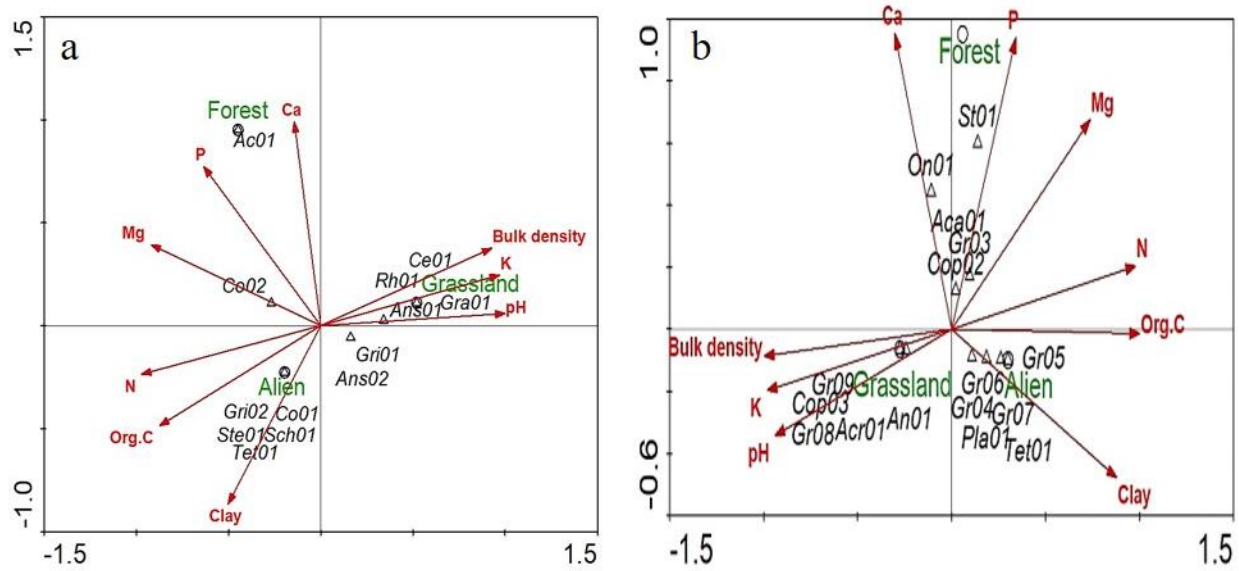 a
1.5
-1.0
-1.5
1.5
Forest
Ac01
Ca
P
Mg
Co02
Bulk density
Ce01
K
Rh01
Grassland
Ans01
Gra01
pH
Gri01
Ans02
N
Alien
Org.C
Gri02
Co01
Ste01
Sch01
Tet01
Clay
b
1.0
-0.6
-1.5
1.5
Ca
P
Forest
Mg
St01
On01
Aca01
Gr03
Cop02
N
Org.C
Bulk density
K
pH
Gr09
Grassland
Cop03
Gr08
Acr01
An01
Gr05
Gr06
Alien
Gr04
Gr07
Pla01
Tet01
Clay